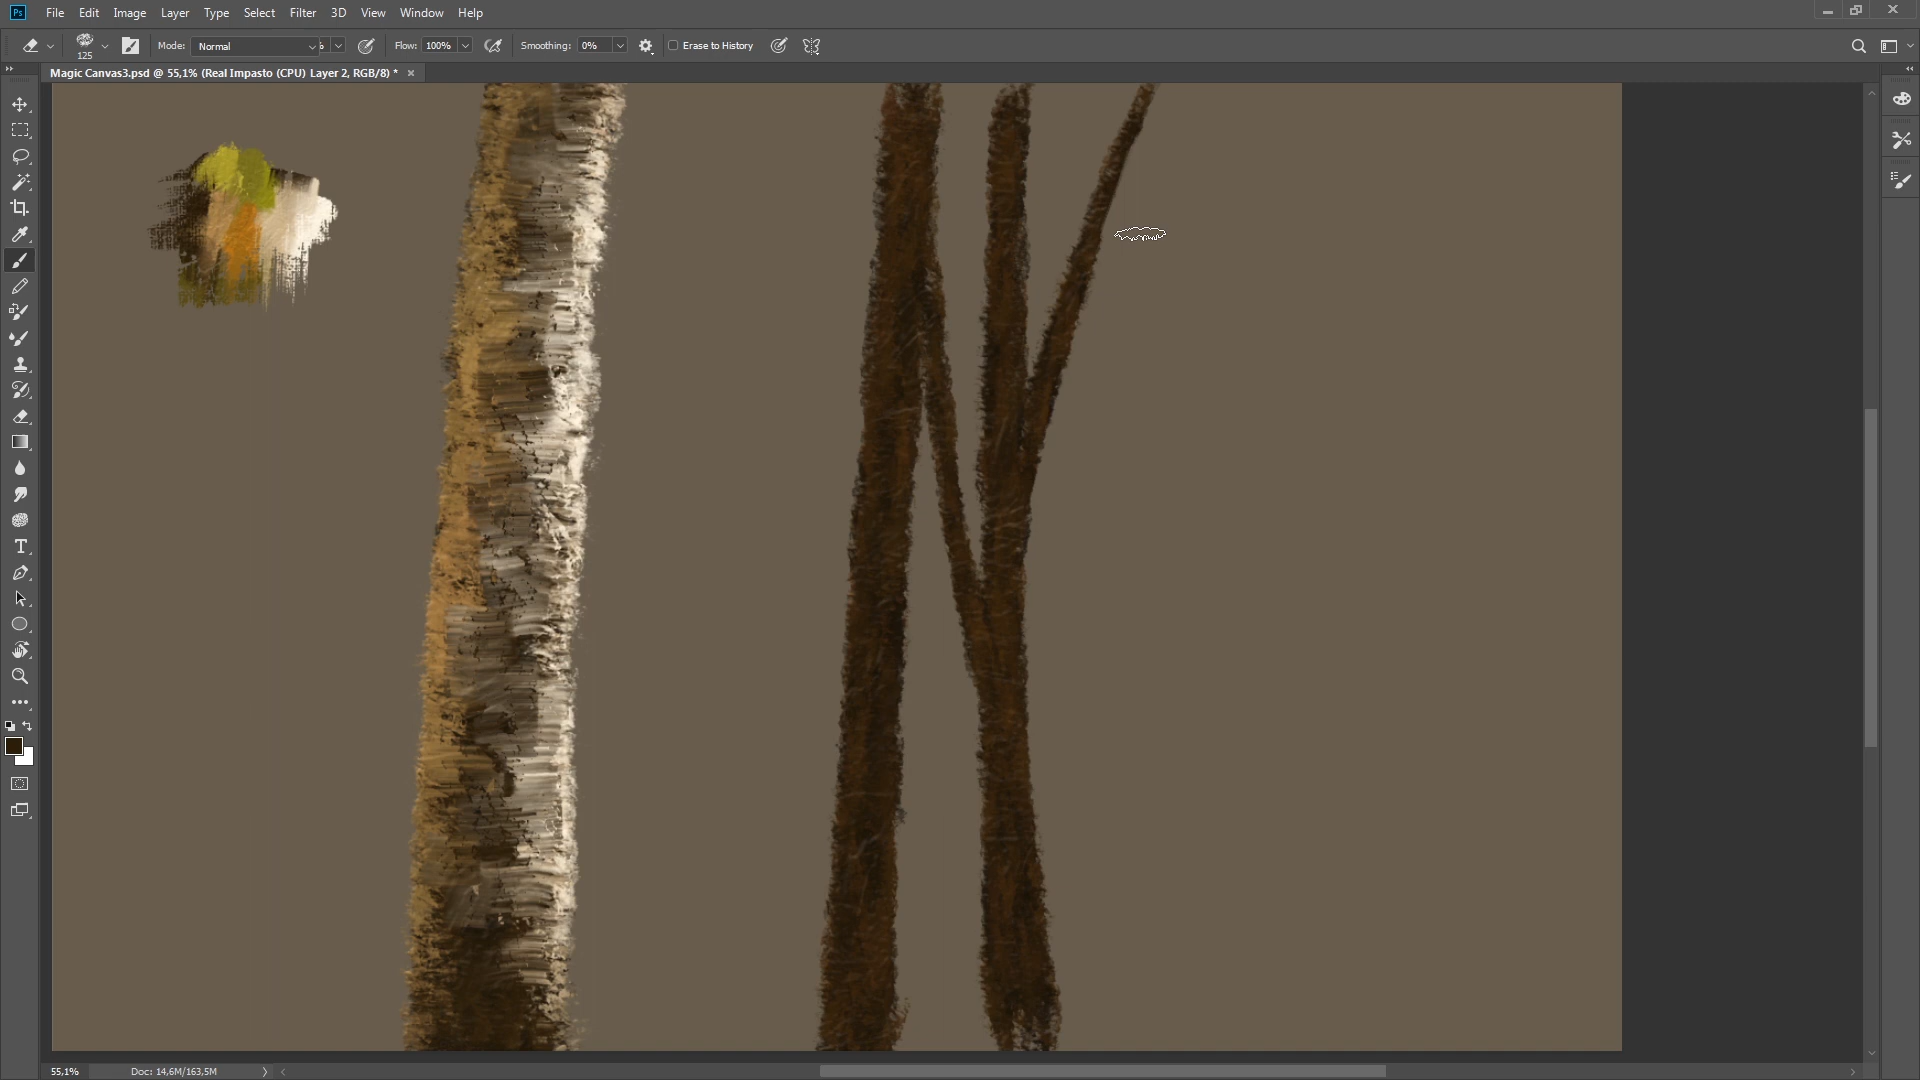 Ps File Edit Image Layer Type Select Filter 3D View Window Help
125 Mode: Normal Flow: 100% Smoothing: 0% Erase to History
Magic Canvas3.psd @ 55,1% (Real Impasto (CPU) Layer 2, RGB/8) *
55,1% Doc: 14,6M/163,5M